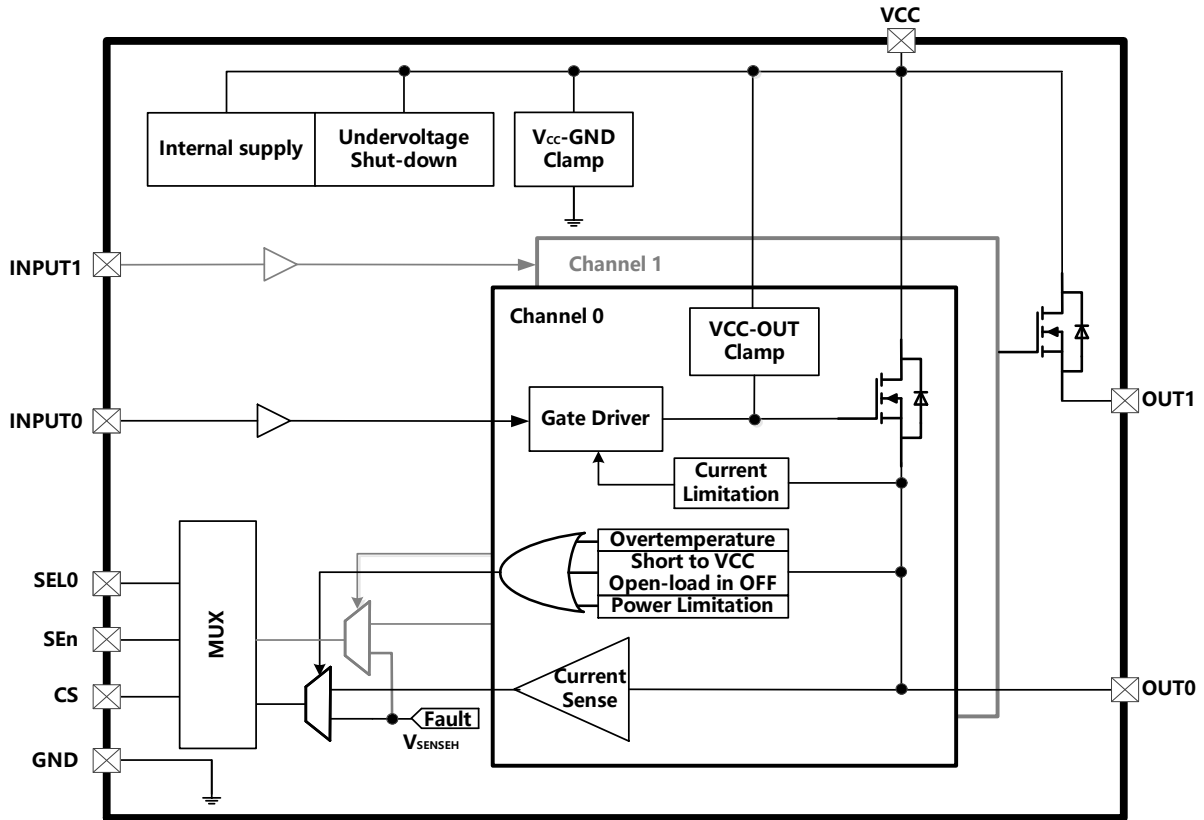 VCC
Internal supply
Undervoltage
Shut-down
VCC-GND
Clamp
INPUT1
Channel 1
Channel 0
VCC-OUT
Clamp
OUT1
INPUT0
Gate Driver
Current
Limitation
Overtemperature
Short to VCC
Open-load in OFF
Power Limitation
SEL0
SEn
MUX
CS
Current
Sense
OUT0
Fault
VSENSEH
GND